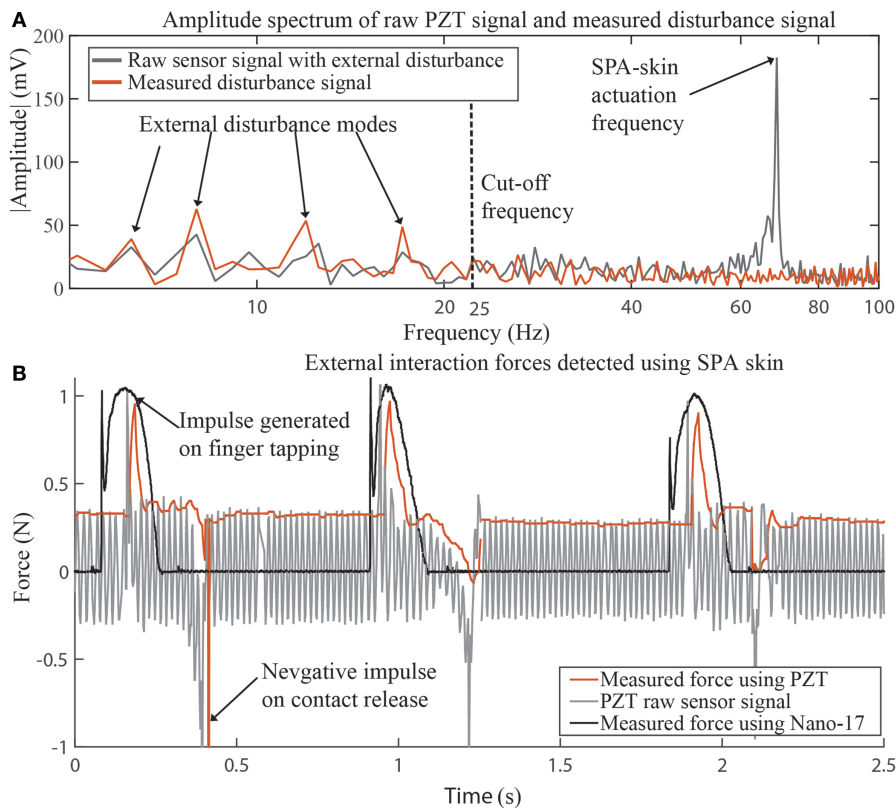 A
Amplitude spectrum of raw PZT signal and measured disturbance signal
200
150
100
50
0
|Amplitude| (mV)
Raw sensor signal with external disturbance
Measured disturbance signal
External disturbance modes
SPA-skin
actuation
frequency
Cut-off
frequency
10
20
25
40
60
80
100
Frequency (Hz)
B
External interaction forces detected using SPA skin
1
0.5
0
-0.5
-1
Force (N)
Impulse generated
on finger tapping
Nevgative impulse
on contact release
Measured force using PZT
PZT raw sensor signal
Measured force using Nano-17
0
0.5
1
1.5
2
2.5
Time (s)